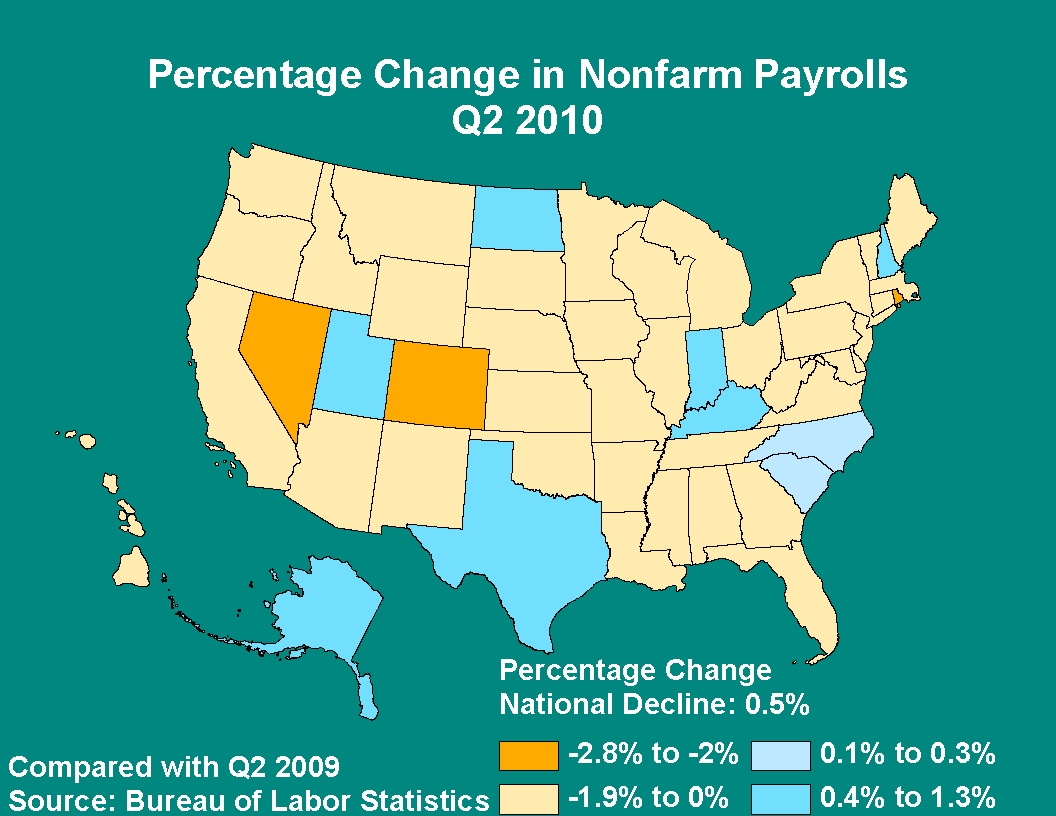 Percentage Change in Nonfarm Payrolls
Q2 2010
Percentage Change
National Decline: 0.5%
-2.8% to -2%
0.1% to 0.3%
-1.9% to 0%
0.4% to 1.3%
Compared with Q2 2009
Source: Bureau of Labor Statistics